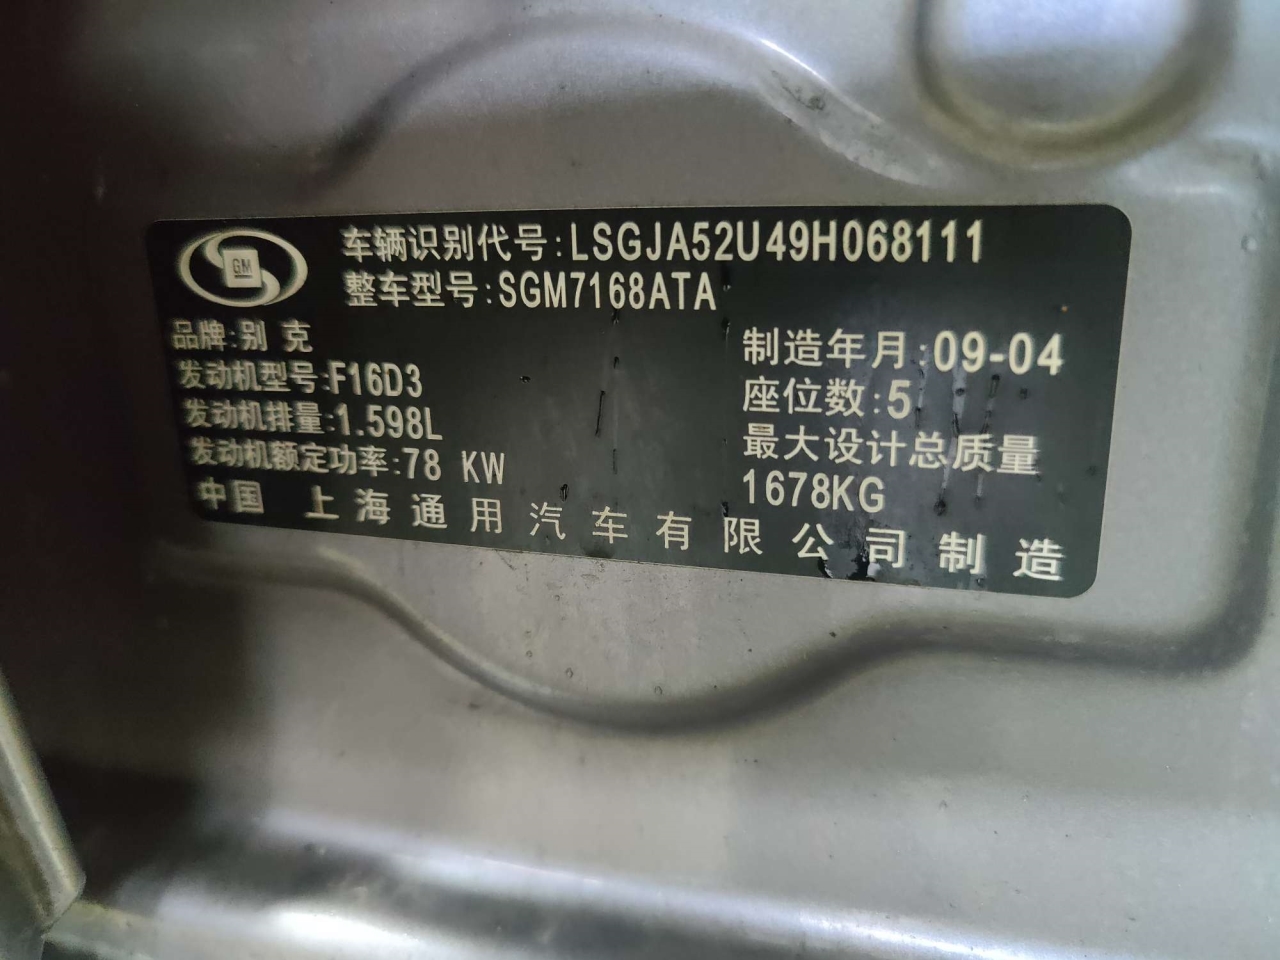 GM
车辆识别代号:LSGJA52U49H068111
整车型号:SGM7168ATA
品牌:别克
发动机型号:F16D3
发动机排量:1.598L
发动机额定功率:78 KW
制造年月:09-04
座位数:5
最大设计总质量
1678KG
中国 上海通用汽车有限公司制造